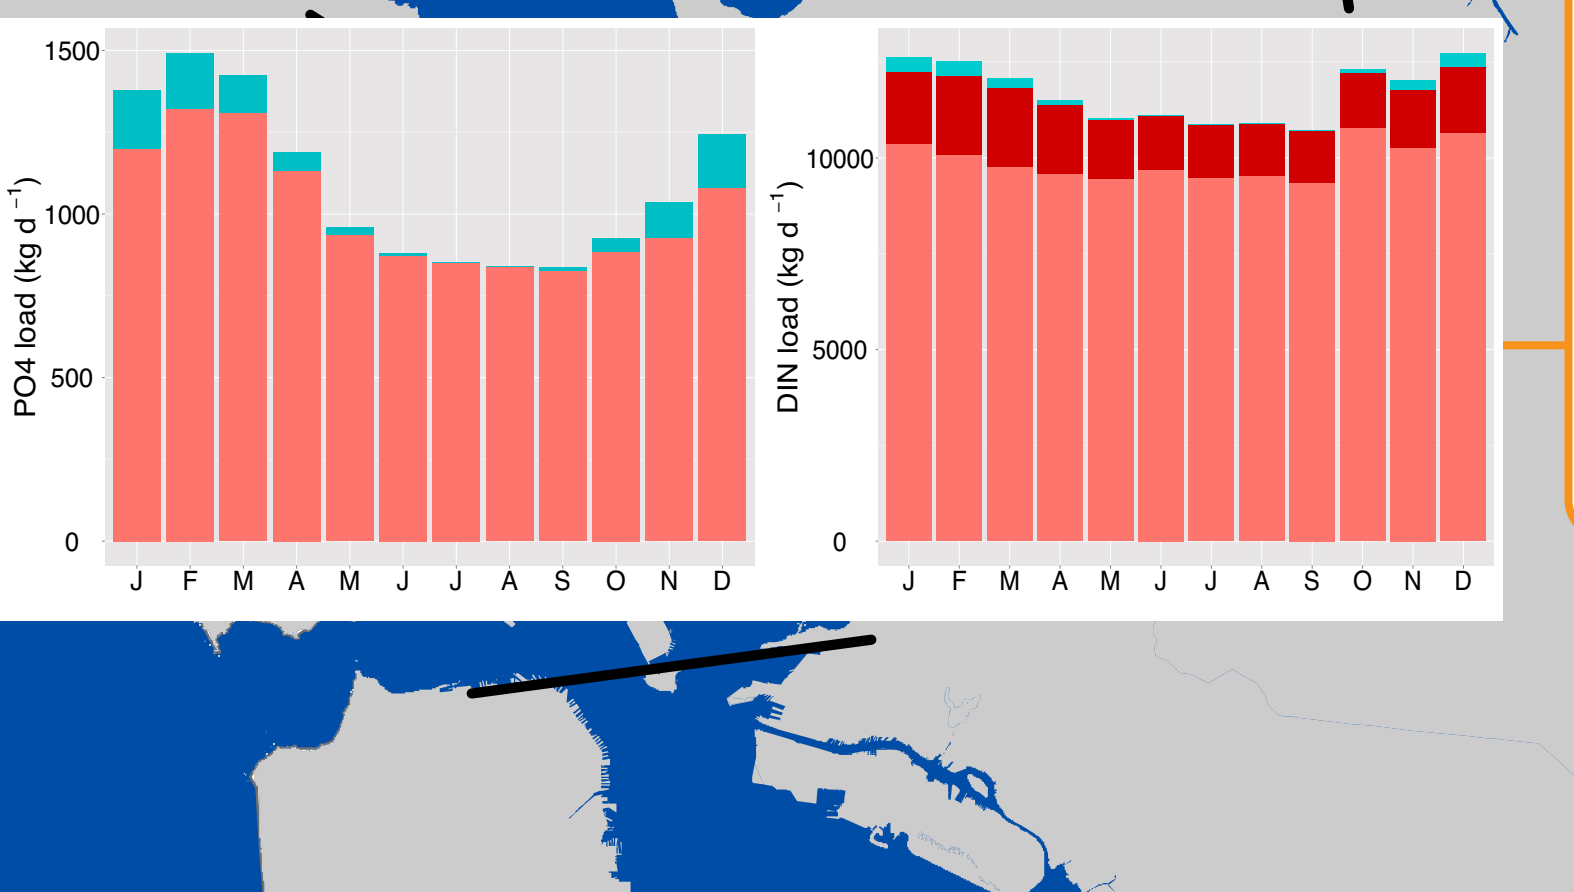 PO4 load (kg d −1)
1500
1000
500
0
J F M A M J J A S O N D
DIN load (kg d −1)
10000
5000
0
J F M A M J J A S O N D